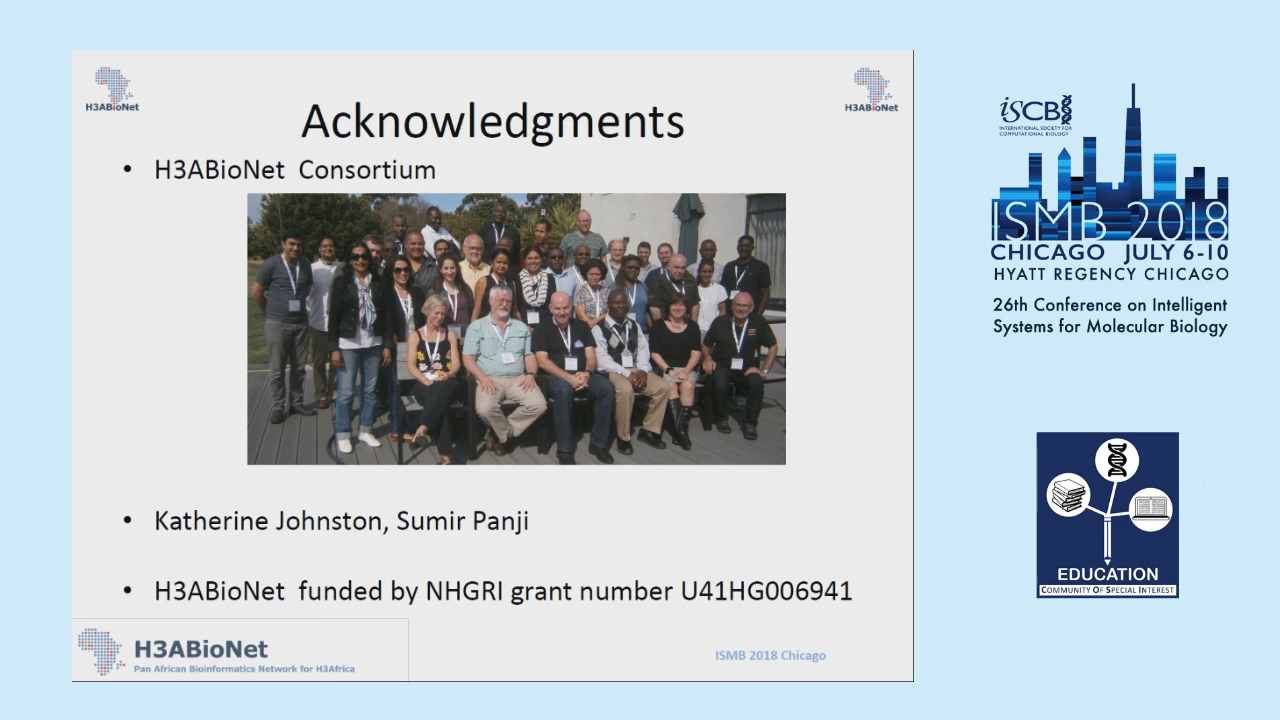 H3ABioNet
H3ABioNet
Acknowledgments
• H3ABioNet Consortium
• Katherine Johnston, Sumir Panji
• H3ABioNet funded by NHGRI grant number U41HG006941
H3ABioNet
Pan African Bioinformatics Network for H3Africa
ISMB 2018 Chicago
iSCB
INTERNATIONAL SOCIETY FOR
COMPUTATIONAL BIOLOGY
ISMB 2018
CHICAGO JULY 6-10
HYATT REGENCY CHICAGO
26th Conference on Intelligent
Systems for Molecular Biology
EDUCATION
COMMUNITY OF SPECIAL INTEREST